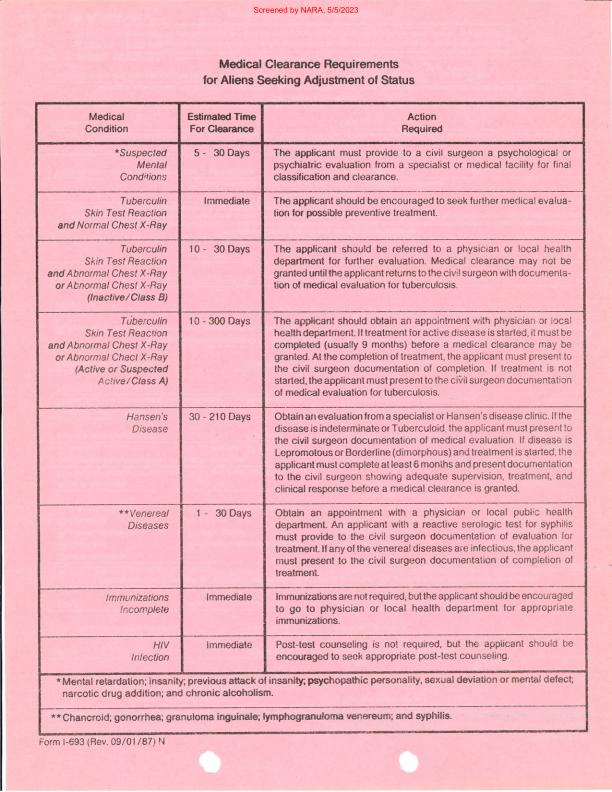 Screened by NARA, 5/5/2023
Medical Clearance Requirements
for Aliens Seeking Adjustment of Status
Medical
Condition
Estimated Time
For Clearance
Action
Required
*Suspected
Mental
Conditions
5 - 30 Days
The applicant must provide to a civil surgeon a psychological or
psychiatric evaluation from a specialist or medical facility for final
classification and clearance.
Tuberculin
Skin Test Reaction
and Normal Chest X-Ray
Immediate
The applicant should be encouraged to seek further medical evalua-
tion for possible preventive treatment.
Tuberculin
Skin Test Reaction
and Abnormal Chest X-Ray
or Abnormal Chest X-Ray
(Inactive/Class B)
10 - 30 Days
The applicant should be referred to a physician or local health
department for further evaluation. Medical clearance may not be
granted until the applicant returns to the civil surgeon with documenta-
tion of medical evaluation for tuberculosis.
Tuberculin
Skin Test Reaction
and Abnormal Chest X-Ray
or Abnormal Chect X-Ray
(Active or Suspected
Active/Class A)
10 - 300 Days
The applicant should obtain an appointment with physician or local
health department. If treatment for active disease is started, it must be
completed (usually 9 months) before a medical clearance may be
granted. At the completion of treatment, the applicant must present to
the civil surgeon documentation of completion. If treatment is not
started, the applicant must present to the civil surgeon documentation
of medical evaluation for tuberculosis.
Hansen's
Disease
30 - 210 Days
Obtain an evaluation from a specialist or Hansen's disease clinic. If the
disease is indeterminate or Tuberculoid, the applicant must present to
the civil surgeon documentation of medical evaluation. If disease is
Lepromotous or Borderline (dimorphous) and treatment is started, the
applicant must complete at least 6 months and present documentation
to the civil surgeon showing adequate supervision, treatment, and
clinical response before a medical clearance is granted.
**Venereal
Diseases
1 - 30 Days
Obtain an appointment with a physician or local public health
department. An applicant with a reactive serologic test for syphilis
must provide to the civil surgeon documentation of evaluation for
treatment. If any of the venereal diseases are infectious, the applicant
must present to the civil surgeon documentation of completion of
treatment.
Immunizations
Incomplete
Immediate
Immunizations are not required, but the applicant should be encouraged
to go to physician or local health department for appropriate
immunizations.
HIV
Infection
Immediate
Post-test counseling is not required, but the applicant should be
encouraged to seek appropriate post-test counseling.
* Mental retardation; insanity; previous attack of insanity; psychopathic personality, sexual deviation or mental defect;
narcotic drug addition; and chronic alcoholism.
** Chancroid; gonorrhea; granuloma inguinale; lymphogranuloma venereum; and syphilis.
Form I-693 (Rev. 09/01/87) N